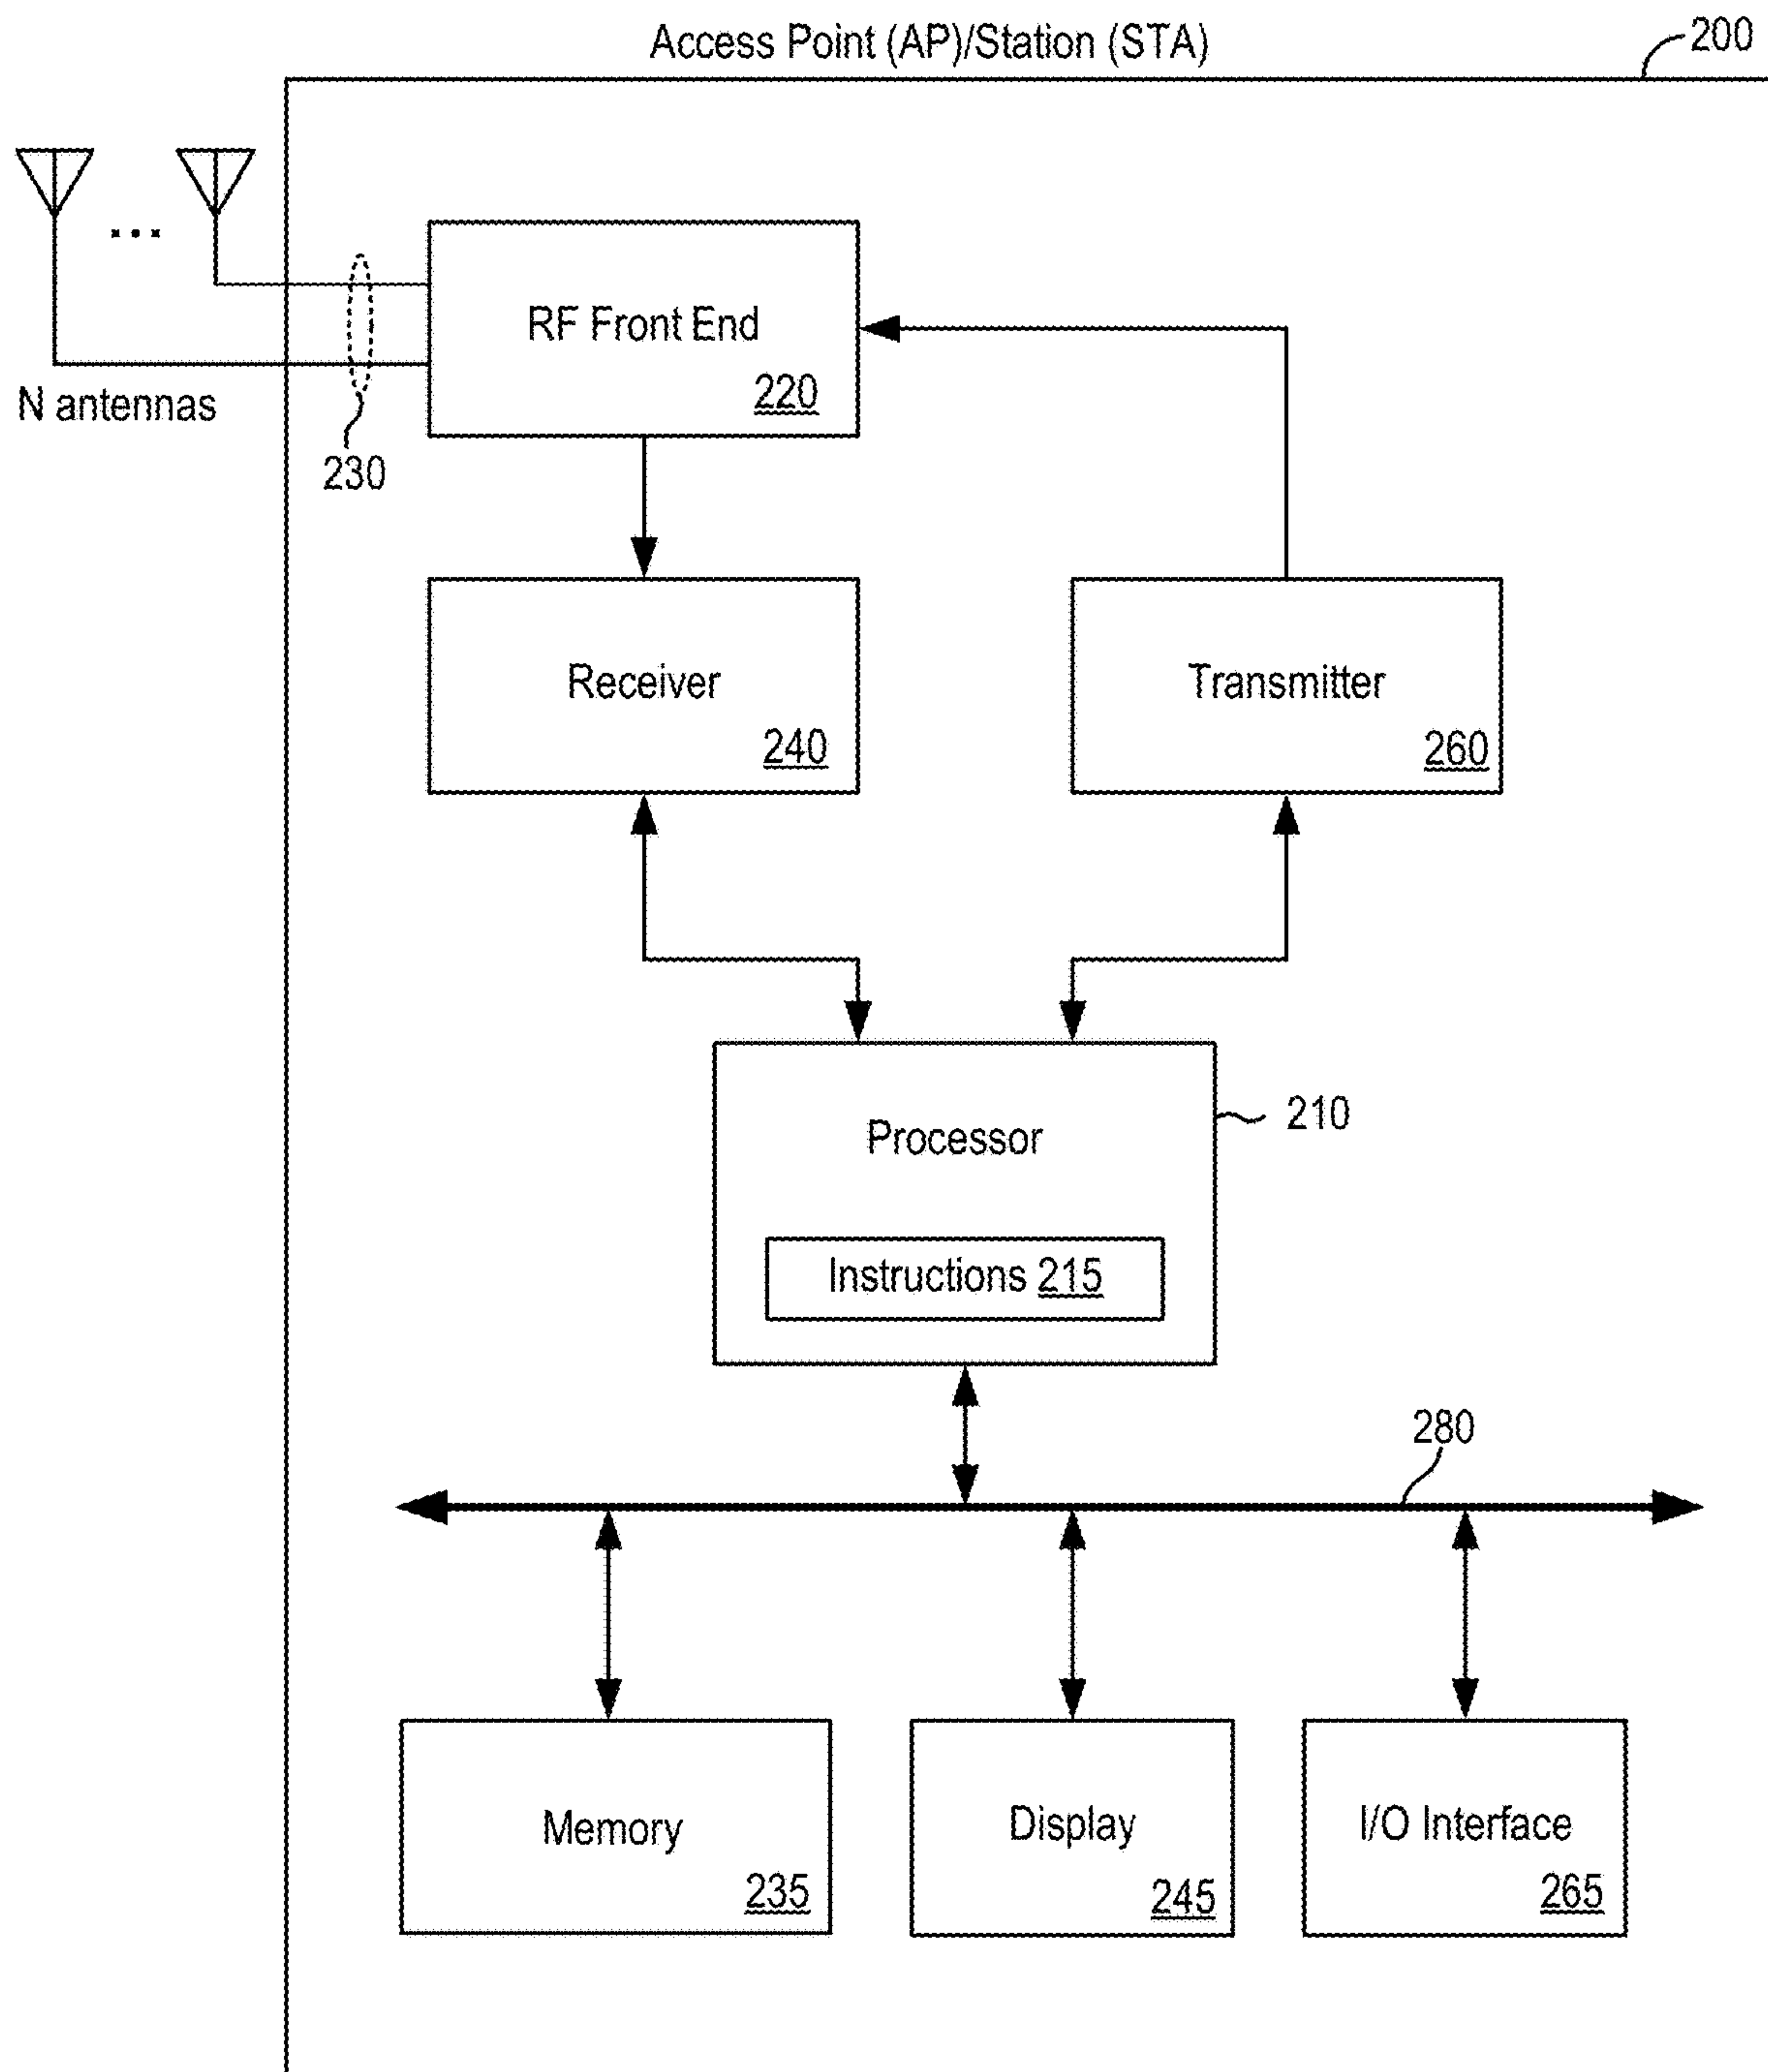 Access Point (AP)/Station (STA)
200
RF Front End
220
N antennas
230
Receiver
240
Transmitter
260
Processor
210
Instructions 215
280
Memory
235
Display
245
I/O Interface
265